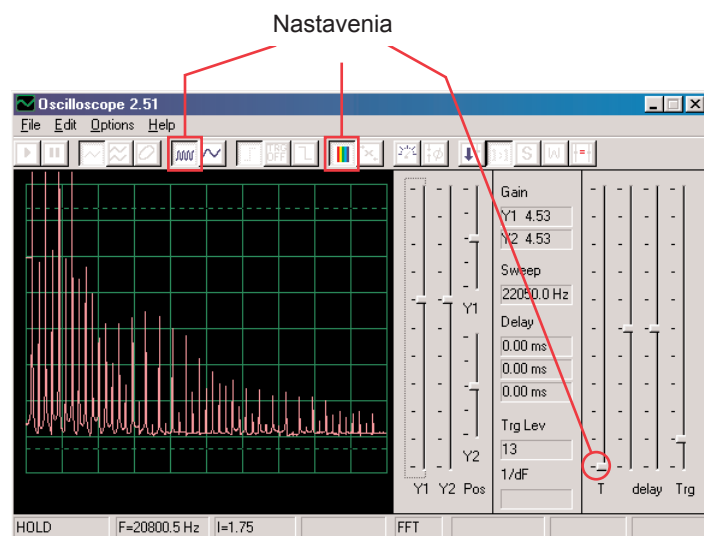 Nastavenia
Oscilloscope 2.51
File Edit Options Help
TRG OFF
S W
Gain
Y1 4.53
Y2 4.53
Sweep
22050.0 Hz
Delay
0.00 ms
0.00 ms
0.00 ms
Trg Lev
13
1/dF
Y1
Y2
Y1 Y2 Pos
T delay Trg
HOLD F=20800.5 Hz I=1.75 FFT